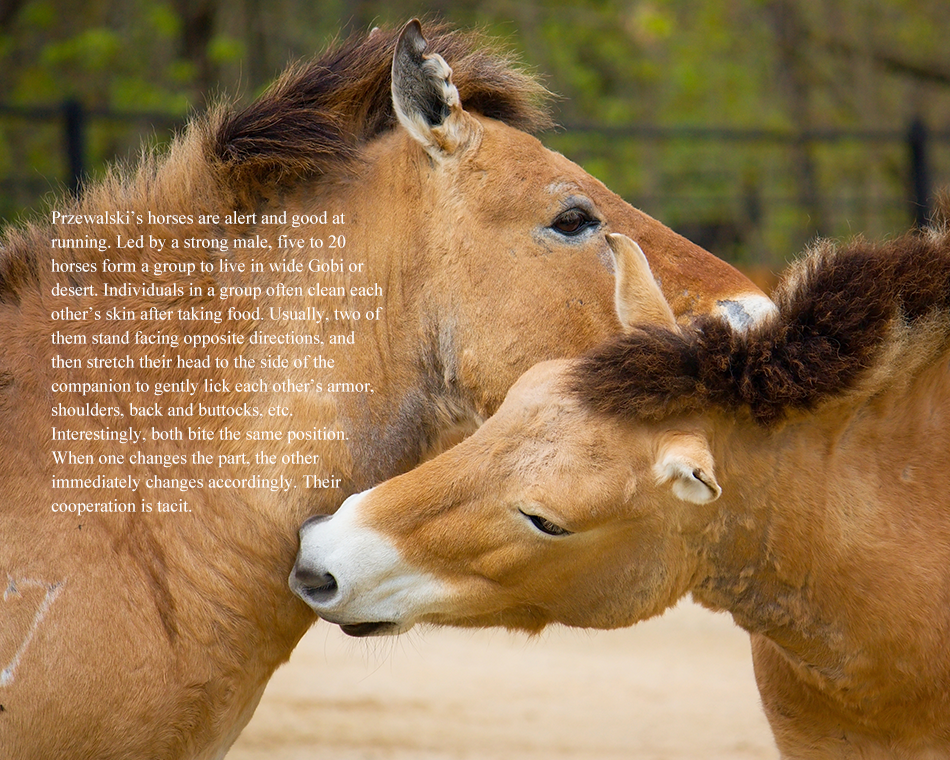 Przewalski’s horses are alert and good at
running. Led by a strong male, five to 20
horses form a group to live in wide Gobi or
desert. Individuals in a group often clean each
other’s skin after taking food. Usually, two of
them stand facing opposite directions, and
then stretch their head to the side of the
companion to gently lick each other’s armor,
shoulders, back and buttocks, etc.
Interestingly, both bite the same position.
When one changes the part, the other
immediately changes accordingly. Their
cooperation is tacit.